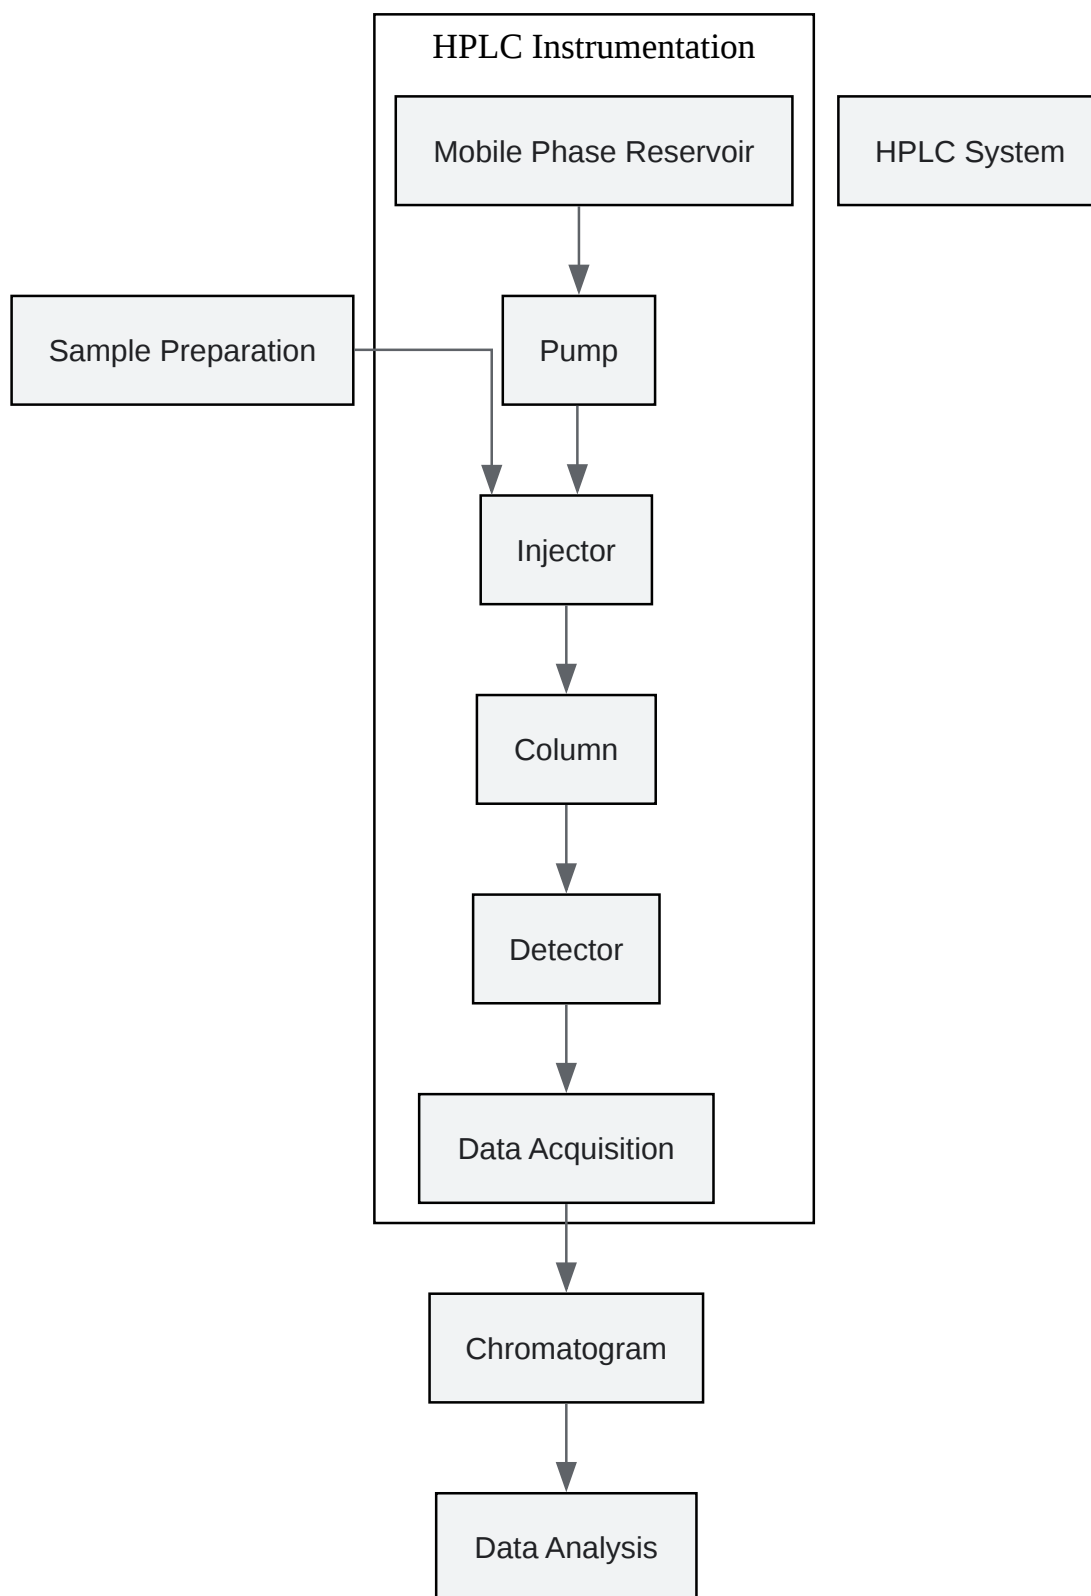 HPLC Instrumentation
Mobile Phase Reservoir
HPLC System
Sample Preparation
Pump
Injector
Column
Detector
Data Acquisition
Chromatogram
Data Analysis